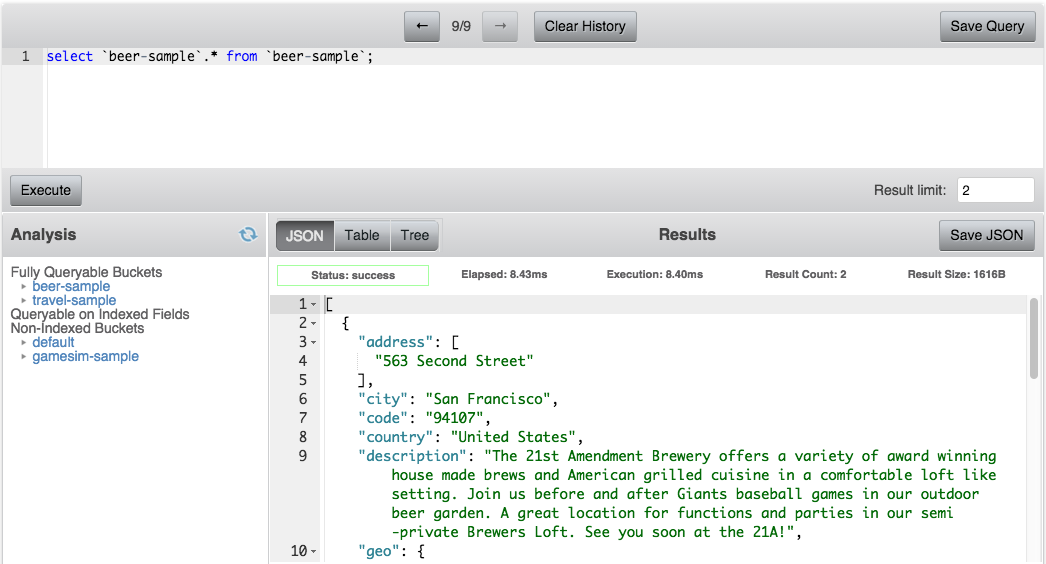 ← 9/9 → Clear History Save Query
1 select `beer-sample`.* from `beer-sample`;
Execute Result limit: 2
Analysis
Fully Queryable Buckets
beer-sample
travel-sample
Queryable on Indexed Fields
Non-Indexed Buckets
default
gamesim-sample
JSON Table Tree Results Save JSON
Status: success Elapsed: 8.43ms Execution: 8.40ms Result Count: 2 Result Size: 1616B
1 [
2 {
3 "address": [
4 "563 Second Street"
5 ],
6 "city": "San Francisco",
7 "code": "94107",
8 "country": "United States",
9 "description": "The 21st Amendment Brewery offers a variety of award winning
house made brews and American grilled cuisine in a comfortable loft like
setting. Join us before and after Giants baseball games in our outdoor
beer garden. A great location for functions and parties in our semi
-private Brewers Loft. See you soon at the 21A!",
10 "geo": {